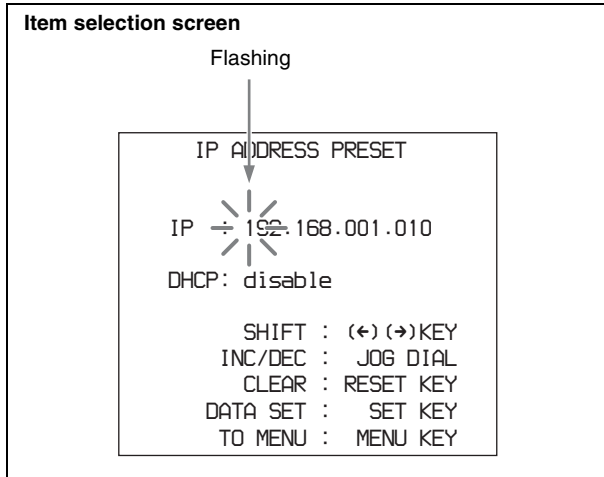 Item selection screen
Flashing
IP ADDRESS PRESET
IP : 192.168.001.010
DHCP: disable
SHIFT : (←) (→)KEY
INC/DEC : JOG DIAL
CLEAR : RESET KEY
DATA SET : SET KEY
TO MENU : MENU KEY